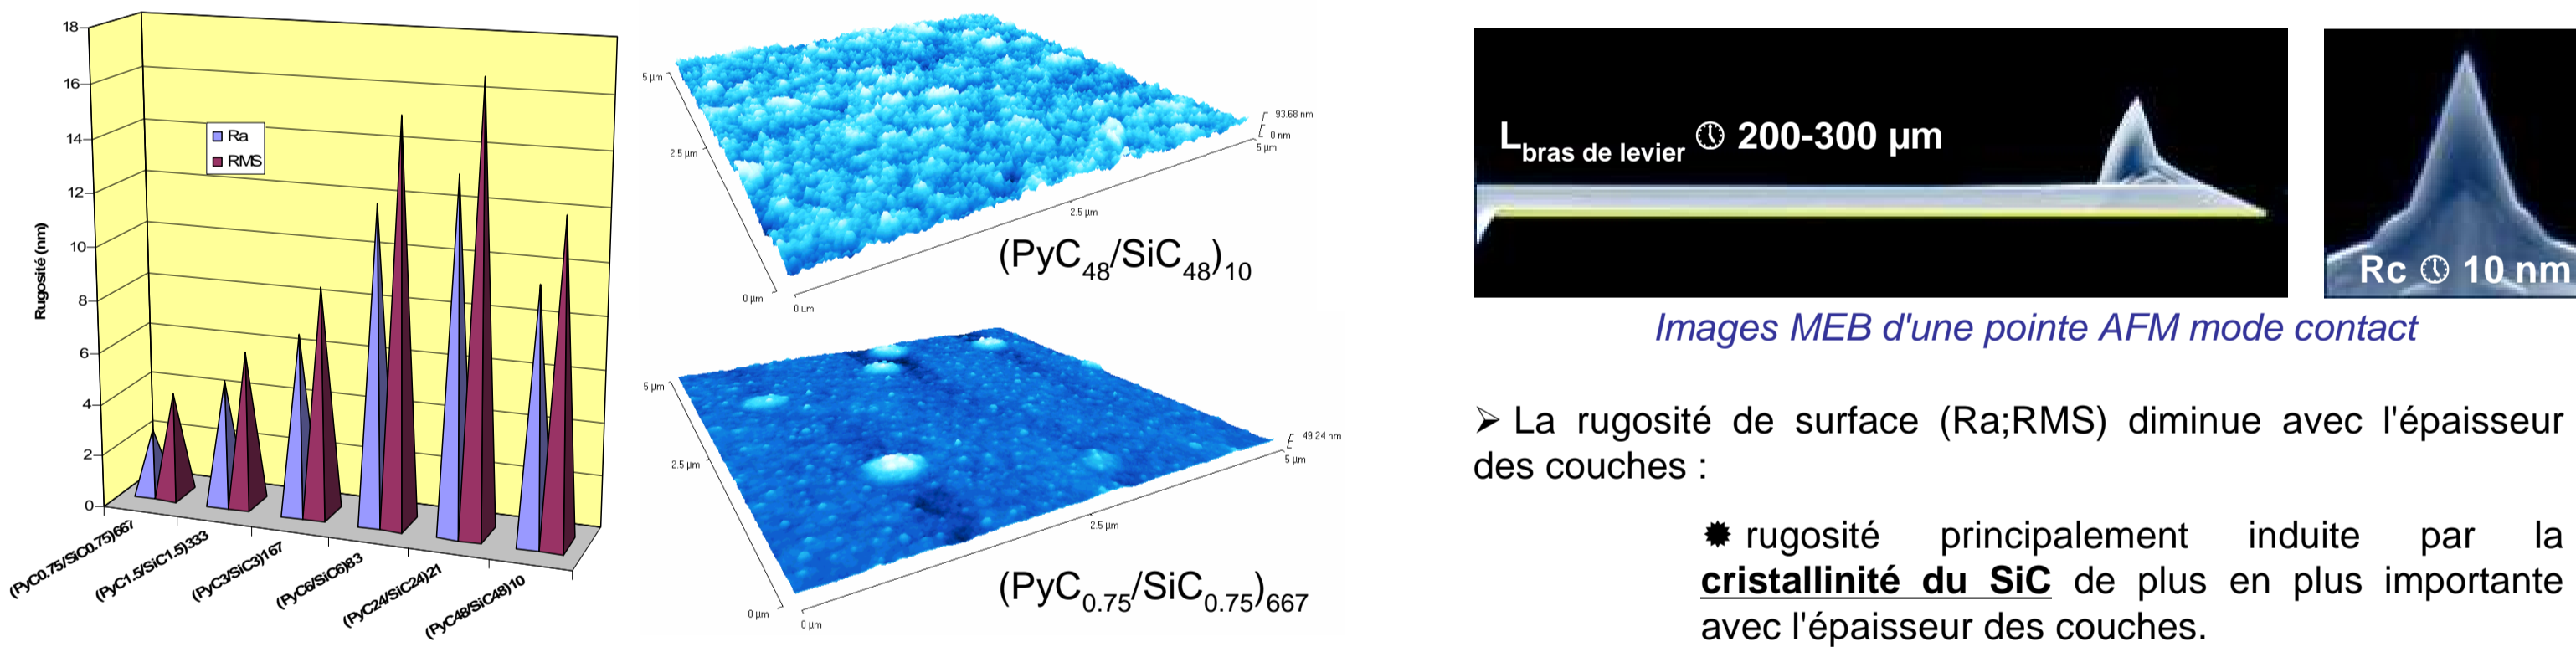 18
16
14
12
10
8
6
4
2
0
Rugosité (nm)
Ra
RMS
(PyC0.75/SiC0.75)667
(PyC1.5/SiC1.5)333
(PyC3/SiC3)167
(PyC6/SiC6)83
(PyC24/SiC24)21
(PyC48/SiC48)10
5 µm
2.5 µm
0 µm
0 um
2.5 µm
5 µm
93.68 nm
0 nm
(PyC48/SiC48)10
5 µm
2.5 µm
0 µm
0 µm
2.5 µm
5 µm
49.24 nm
(PyC0.75/SiC0.75)667
Lbras de levier 🕔 200-300 µm
Rc 🕔 10 nm
Images MEB d'une pointe AFM mode contact
➢ La rugosité de surface (Ra;RMS) diminue avec l'épaisseur
des couches :
✹ rugosité principalement induite par la
cristallinité du SiC de plus en plus importante
avec l'épaisseur des couches.